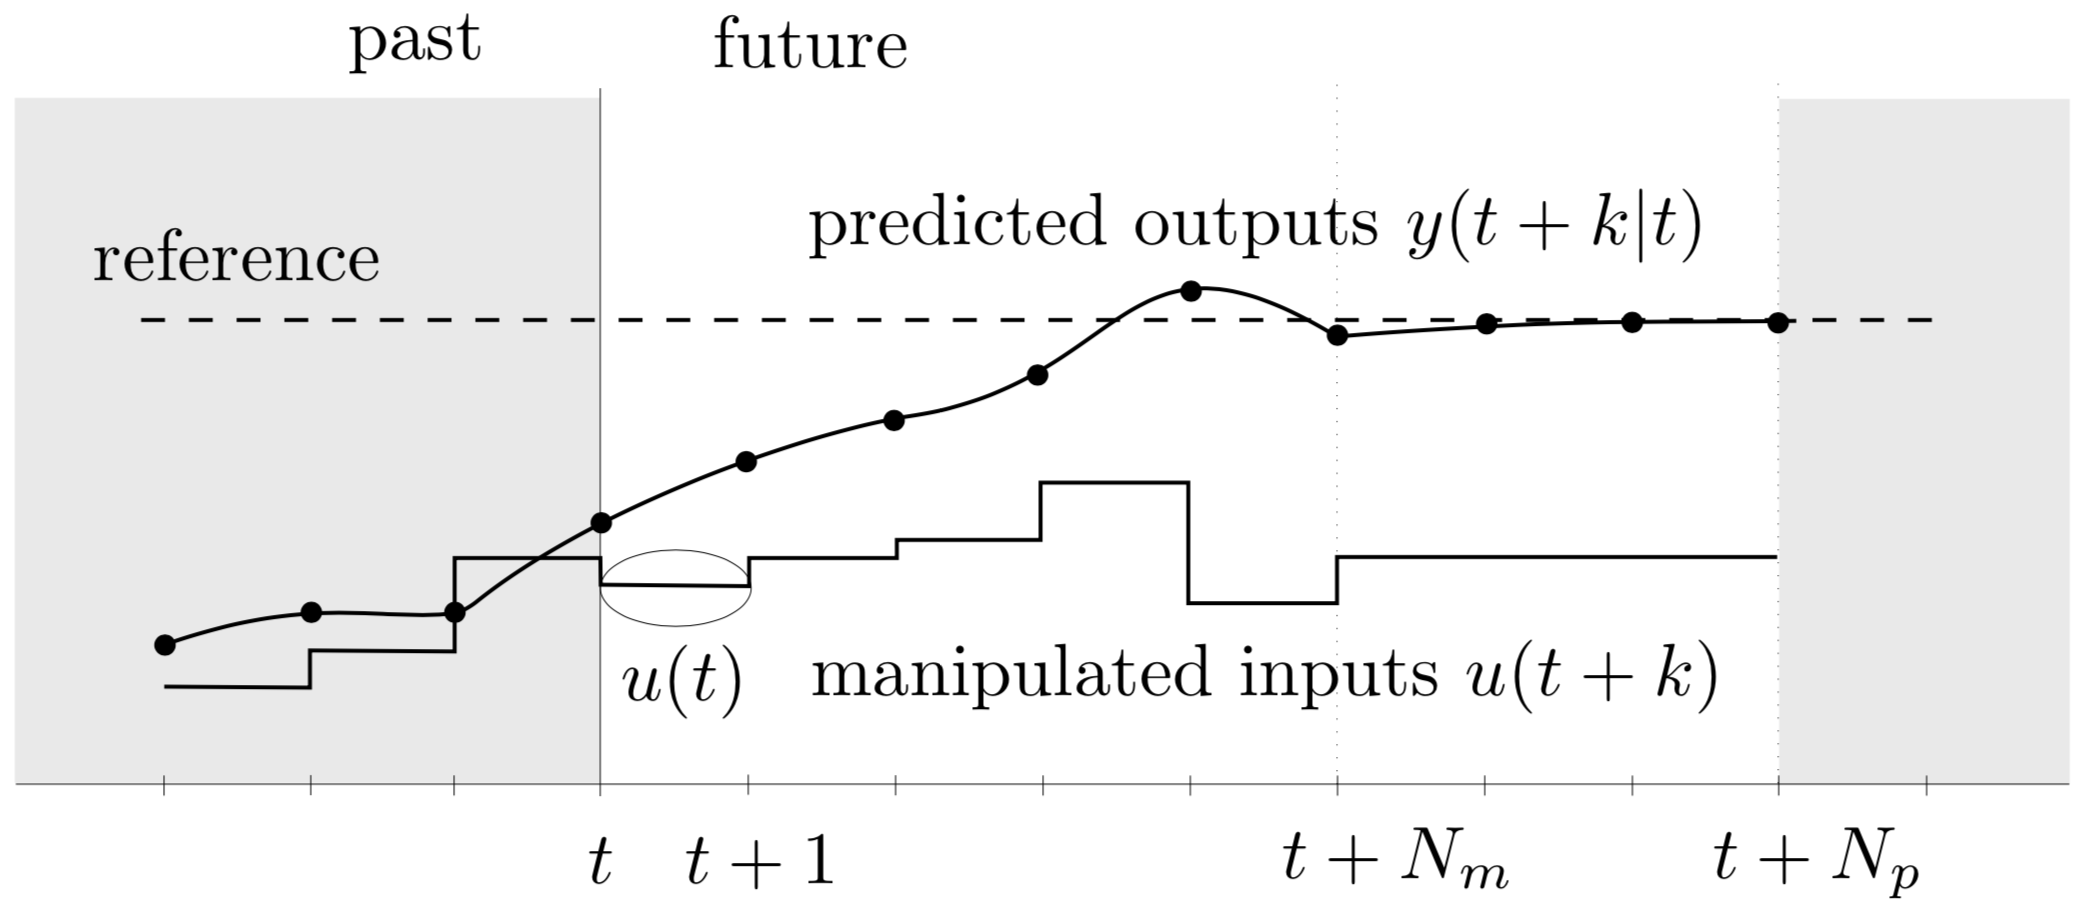 past
future
predicted outputs y(t + k|t)
reference
u(t)
manipulated inputs u(t + k)
t
t + 1
t + N_m
t + N_p